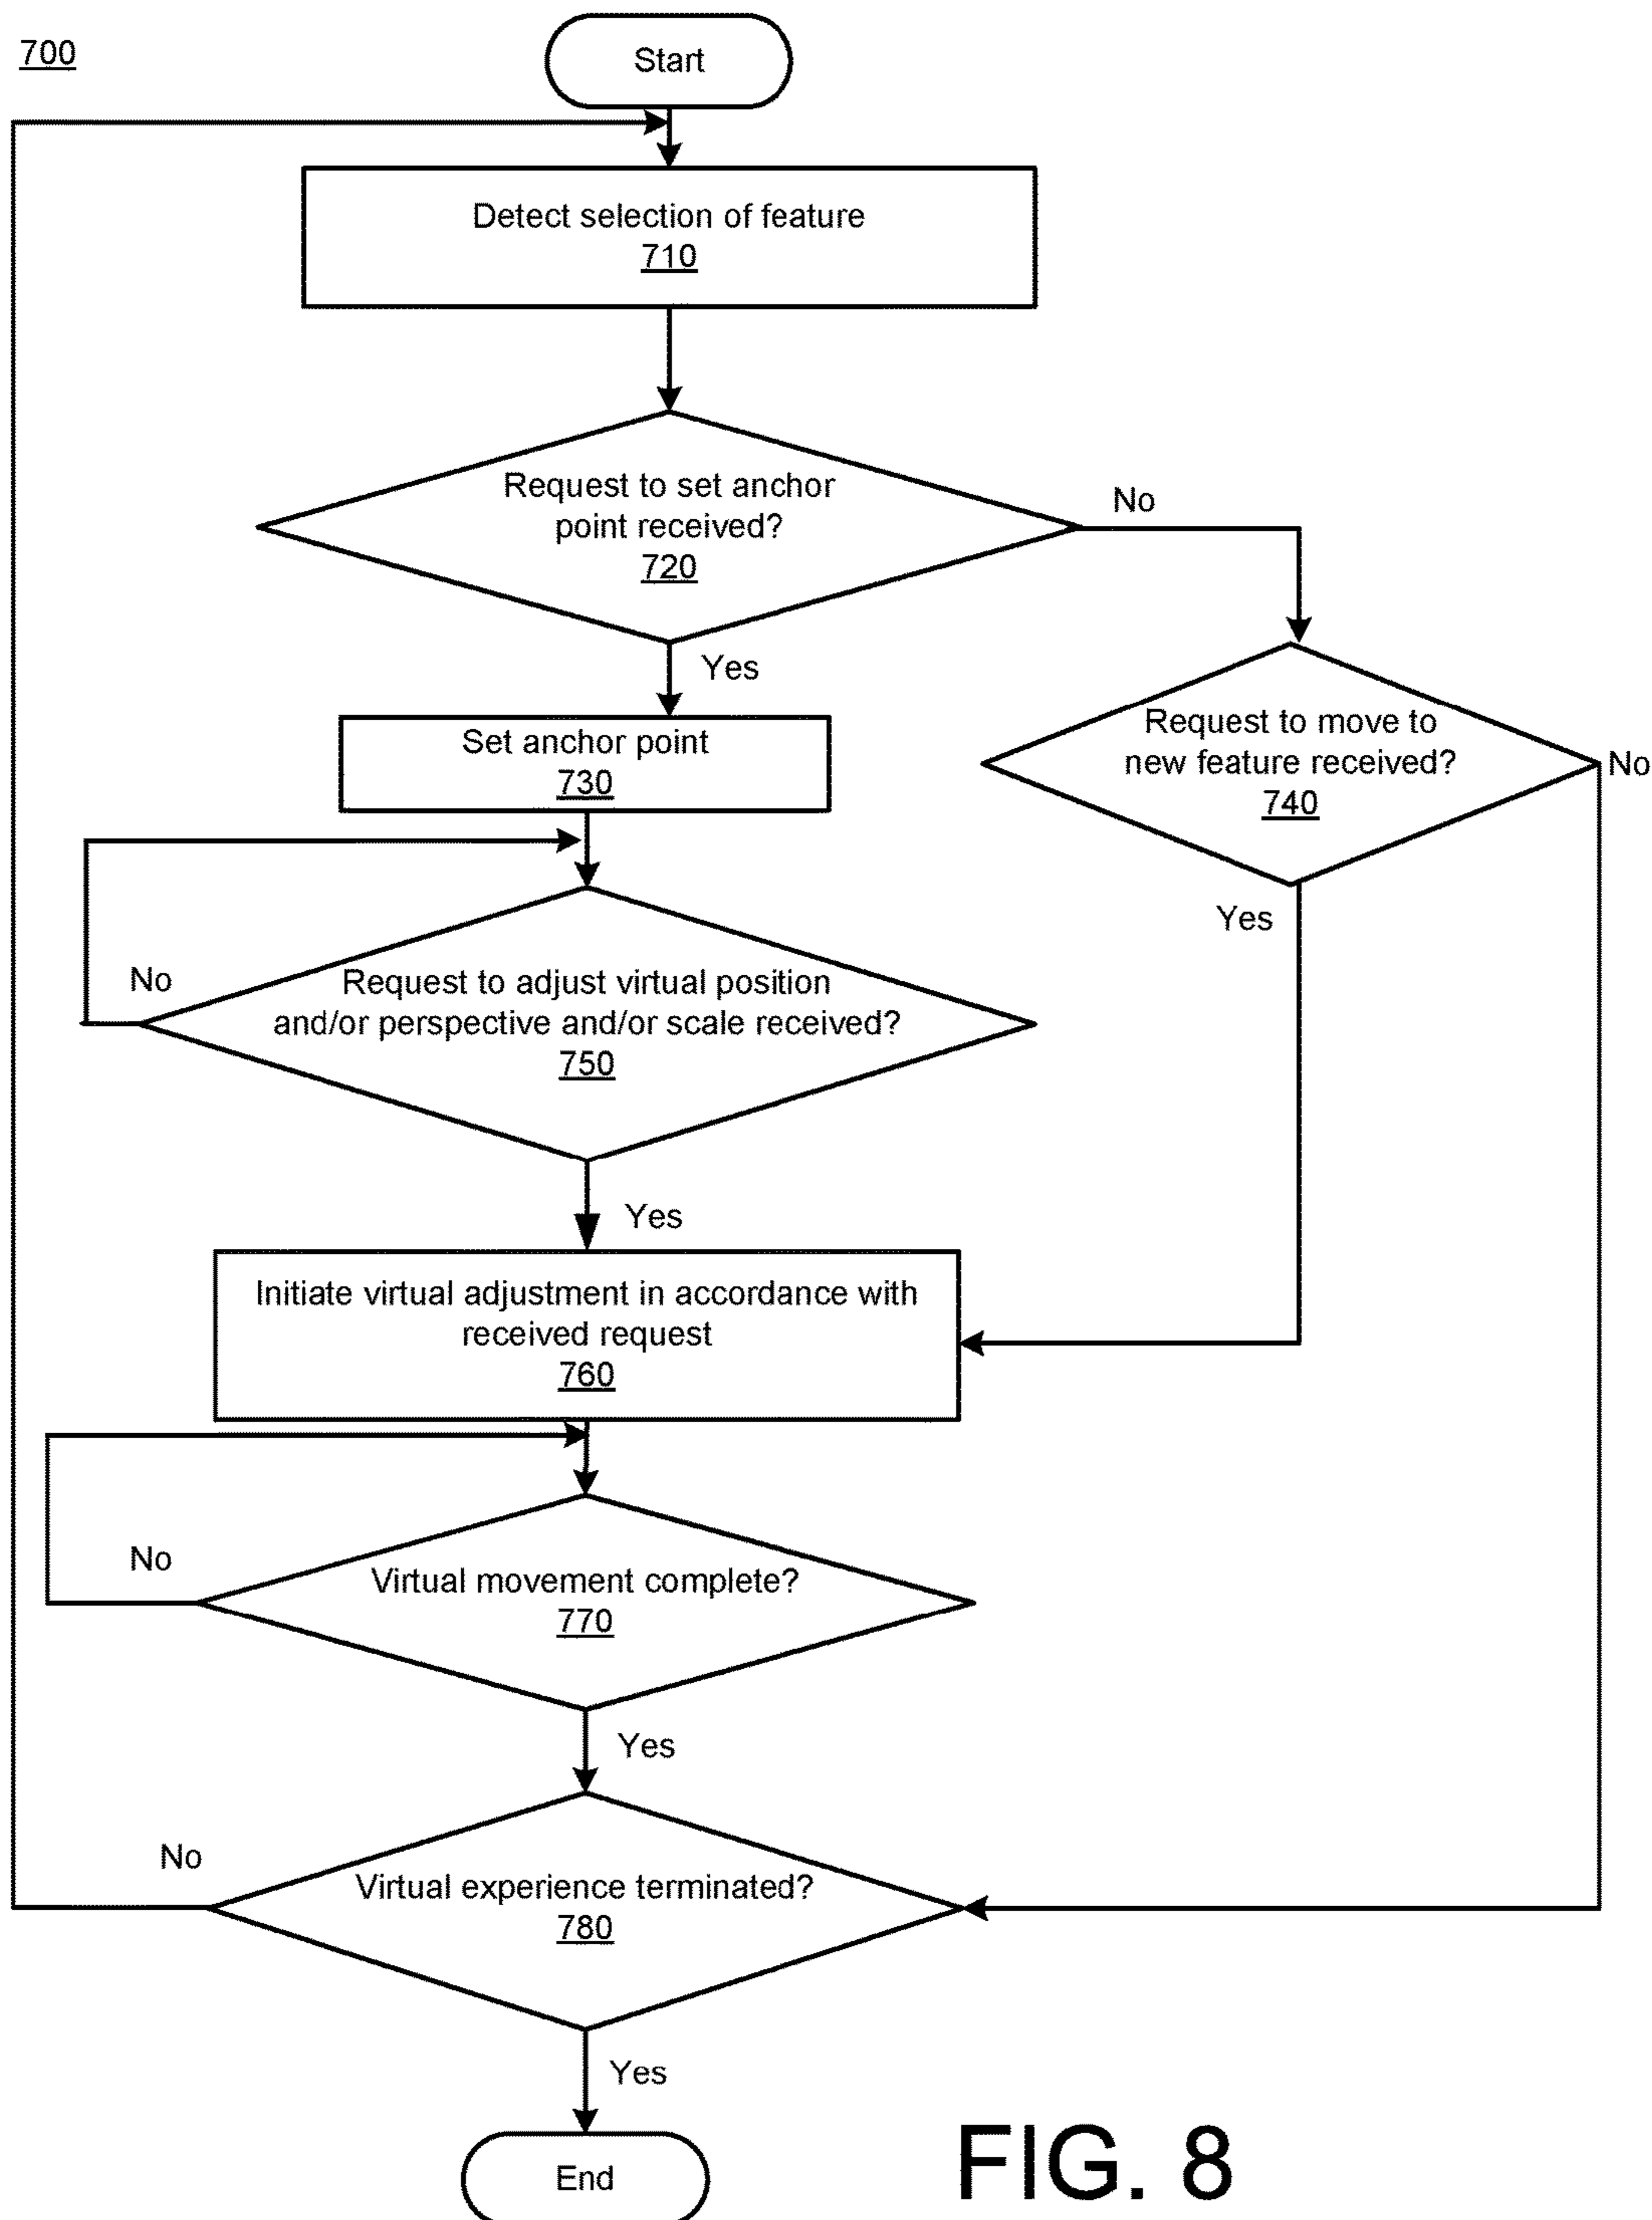 700
Start
Detect selection of feature
710
Request to set anchor
point received?
720
No
Yes
Set anchor point
730
Request to move to
new feature received?
740
No
Yes
No
Request to adjust virtual position
and/or perspective and/or scale received?
750
Yes
Initiate virtual adjustment in accordance with
received request
760
No
Virtual movement complete?
770
Yes
No
Virtual experience terminated?
780
Yes
End
FIG. 8